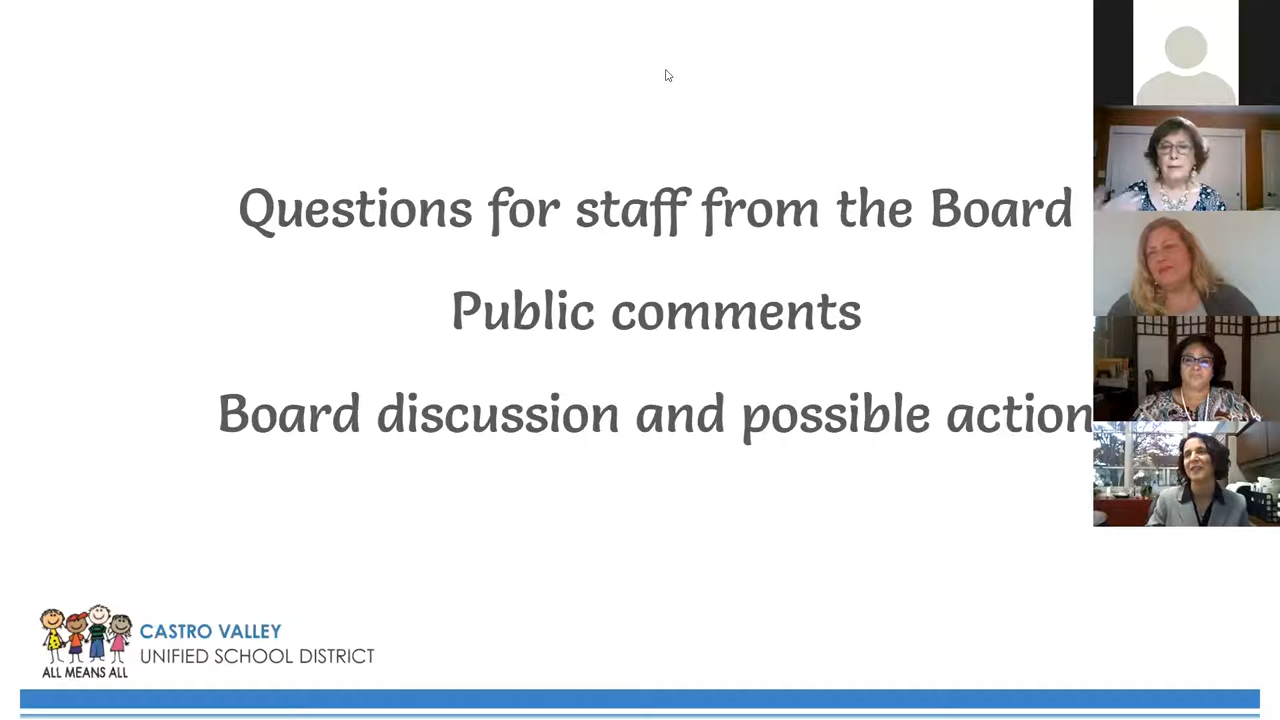 Questions for staff from the Board
Public comments
Board discussion and possible action
CASTRO VALLEY
UNIFIED SCHOOL DISTRICT
ALL MEANS ALL